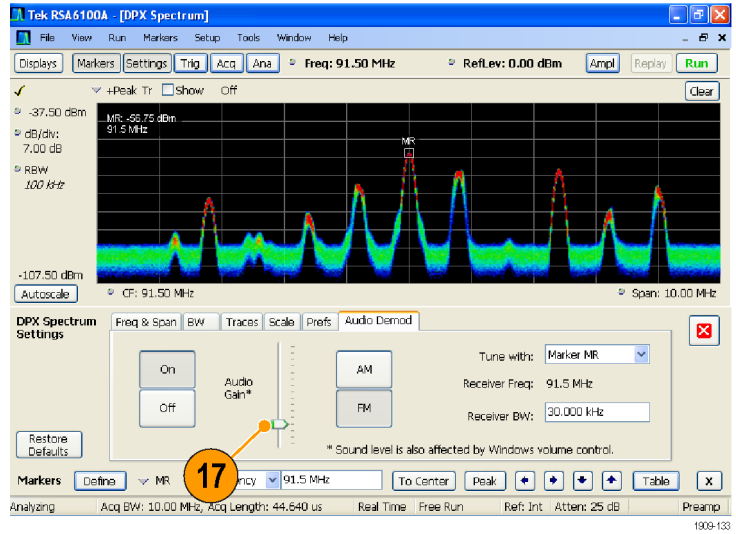 Tek RSA6100A - [DPX Spectrum]
File View Run Markers Setup Tools Window Help
Displays Markers Settings Trig Acq Ana Freq: 91.50 MHz RefLev: 0.00 dBm Ampl Replay Run
+Peak Tr Show Off Clear
-37.50 dBm
MR: -56.75 dBm
91.5 MHz
MR
dB/div:
7.00 dB
RBW
100 kHz
-107.50 dBm
Autoscale CF: 91.50 MHz Span: 10.00 MHz
DPX Spectrum
Settings
Freq & Span BW Traces Scale Prefs Audio Demod
On
Off
Audio
Gain*
AM
FM
Tune with: Marker MR
Receiver Freq: 91.5 MHz
Receiver BW: 30.000 kHz
* Sound level is also affected by Windows volume control.
Restore
Defaults
17
Markers Define MR ncy 91.5 MHz To Center Peak Table X
Analyzing Acq BW: 10.00 MHz, Acq Length: 44.640 us Real Time Free Run Ref: Int Atten: 25 dB Preamp
1909-133